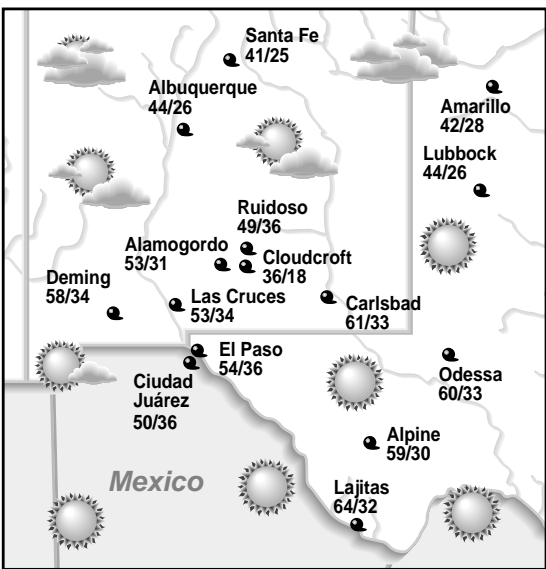 Santa Fe
41/25
Albuquerque
44/26
Amarillo
42/28
Lubbock
44/26
Ruidoso
49/36
Alamogordo
53/31
Cloudcroft
36/18
Deming
58/34
Las Cruces
53/34
Carlsbad
61/33
El Paso
54/36
Ciudad
Juárez
50/36
Odessa
60/33
Alpine
59/30
Mexico
Lajitas
64/32